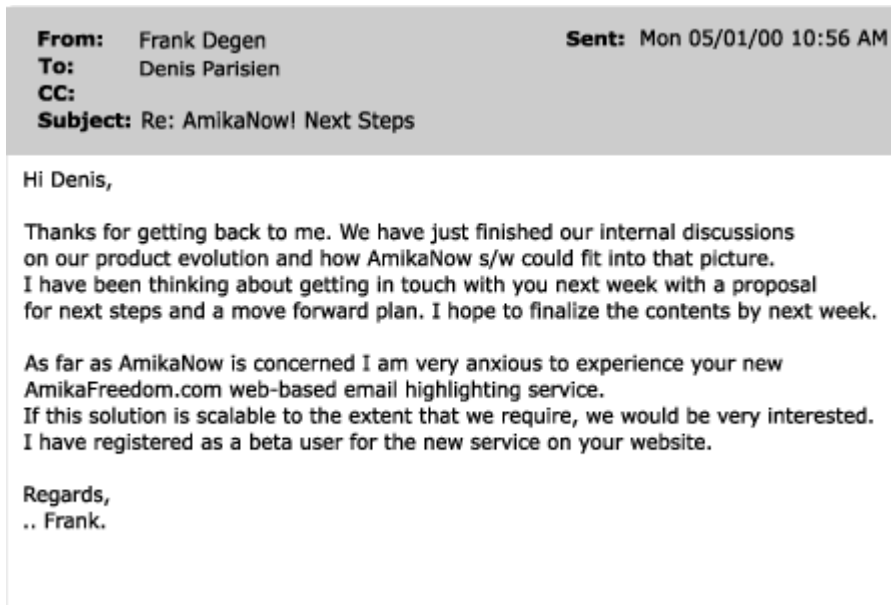 From: Frank Degen Sent: Mon 05/01/00 10:56 AM
To: Denis Parisien
CC:
Subject: Re: AmikaNow! Next Steps
Hi Denis,
Thanks for getting back to me. We have just finished our internal discussions
on our product evolution and how AmikaNow s/w could fit into that picture.
I have been thinking about getting in touch with you next week with a proposal
for next steps and a move forward plan. I hope to finalize the contents by next week.
As far as AmikaNow is concerned I am very anxious to experience your new
AmikaFreedom.com web-based email highlighting service.
If this solution is scalable to the extent that we require, we would be very interested.
I have registered as a beta user for the new service on your website.
Regards,
.. Frank.